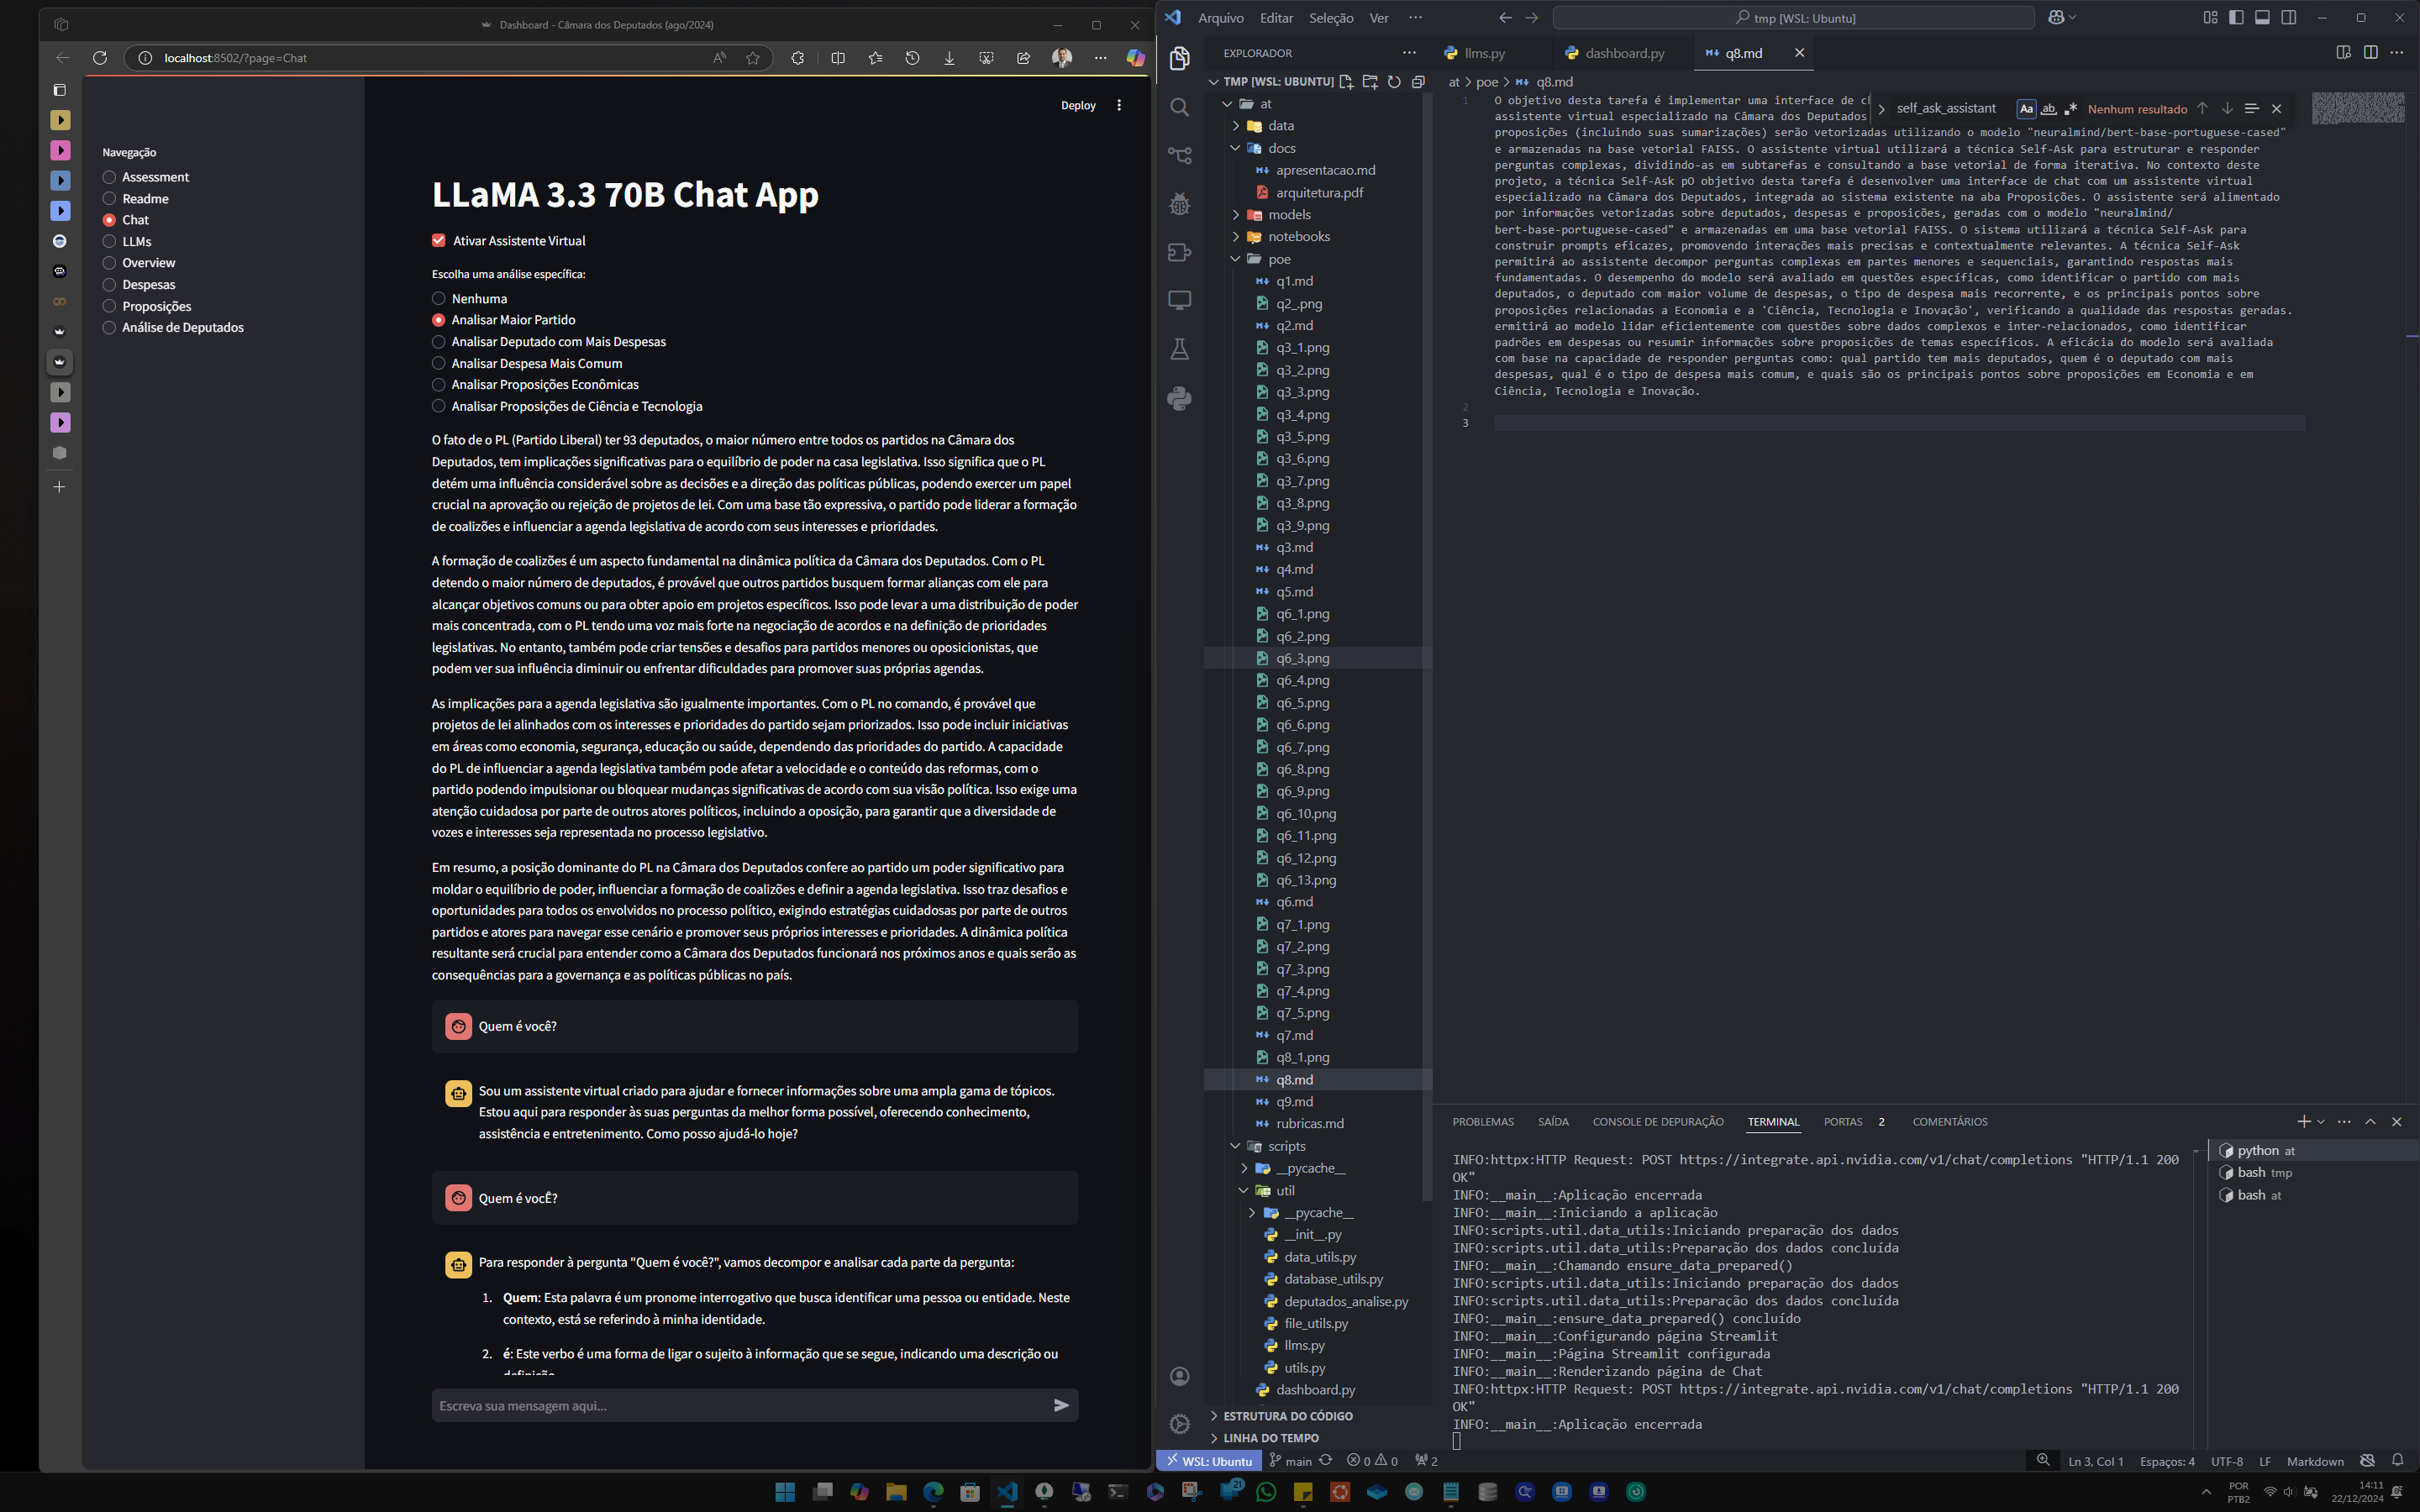 Dashboard - Câmara dos Deputados (ago/2024)
localhost:8502/?page=Chat
Deploy
Navegação
Assessment
Readme
Chat
LLMs
Overview
Despesas
Proposições
Análise de Deputados
LLaMA 3.3 70B Chat App
Ativar Assistente Virtual
Escolha uma análise específica:
Nenhuma
Analisar Maior Partido
Analisar Deputado com Mais Despesas
Analisar Despesa Mais Comum
Analisar Proposições Econômicas
Analisar Proposições de Ciência e Tecnologia
O fato de o PL (Partido Liberal) ter 93 deputados, o maior número entre todos os partidos na Câmara dos
Deputados, tem implicações significativas para o equilíbrio de poder na casa legislativa. Isso significa que o PL
detém uma influência considerável sobre as decisões e a direção das políticas públicas, podendo exercer um papel
crucial na aprovação ou rejeição de projetos de lei. Com uma base tão expressiva, o partido pode liderar a formação
de coalizões e influenciar a agenda legislativa de acordo com seus interesses e prioridades.
A formação de coalizões é um aspecto fundamental na dinâmica política da Câmara dos Deputados. Com o PL
detendo o maior número de deputados, é provável que outros partidos busquem formar alianças com ele para
alcançar objetivos comuns ou para obter apoio em projetos específicos. Isso pode levar a uma distribuição de poder
mais concentrada, com o PL tendo uma voz mais forte na negociação de acordos e na definição de prioridades
legislativas. No entanto, também pode criar tensões e desafios para partidos menores ou oposicionistas, que
podem ver sua influência diminuir ou enfrentar dificuldades para promover suas próprias agendas.
As implicações para a agenda legislativa são igualmente importantes. Com o PL no comando, é provável que
projetos de lei alinhados com os interesses e prioridades do partido sejam priorizados. Isso pode incluir iniciativas
em áreas como economia, segurança, educação ou saúde, dependendo das prioridades do partido. A capacidade
do PL de influenciar a agenda legislativa também pode afetar a velocidade e o conteúdo das reformas, com o
partido podendo impulsionar ou bloquear mudanças significativas de acordo com sua visão política. Isso exige uma
atenção cuidadosa por parte de outros atores políticos, incluindo a oposição, para garantir que a diversidade de
vozes e interesses seja representada no processo legislativo.
Em resumo, a posição dominante do PL na Câmara dos Deputados confere ao partido um poder significativo para
moldar o equilíbrio de poder, influenciar a formação de coalizões e definir a agenda legislativa. Isso traz desafios e
oportunidades para todos os envolvidos no processo político, exigindo estratégias cuidadosas por parte de outros
partidos e atores para navegar esse cenário e promover seus próprios interesses e prioridades. A dinâmica política
resultante será crucial para entender como a Câmara dos Deputados funcionará nos próximos anos e quais serão as
consequências para a governança e as políticas públicas no país.
Quem é você?
Sou um assistente virtual criado para ajudar e fornecer informações sobre uma ampla gama de tópicos.
Estou aqui para responder às suas perguntas da melhor forma possível, oferecendo conhecimento,
assistência e entretenimento. Como posso ajudá-lo hoje?
Quem é vocÊ?
Para responder à pergunta "Quem é você?", vamos decompor e analisar cada parte da pergunta:
1. Quem: Esta palavra é um pronome interrogativo que busca identificar uma pessoa ou entidade. Neste
contexto, está se referindo à minha identidade.
2. é: Este verbo é uma forma de ligar o sujeito à informação que se segue, indicando uma descrição ou
definição.
Escreva sua mensagem aqui...
Arquivo Editar Seleção Ver ···
tmp [WSL: Ubuntu]
EXPLORADOR
TMP [WSL: UBUNTU]
at
data
docs
apresentacao.md
arquitetura.pdf
models
notebooks
poe
q1.md
q2_.png
q2.md
q3_1.png
q3_2.png
q3_3.png
q3_4.png
q3_5.png
q3_6.png
q3_7.png
q3_8.png
q3_9.png
q3.md
q4.md
q5.md
q6_1.png
q6_2.png
q6_3.png
q6_4.png
q6_5.png
q6_6.png
q6_7.png
q6_8.png
q6_9.png
q6_10.png
q6_11.png
q6_12.png
q6_13.png
q6.md
q7_1.png
q7_2.png
q7_3.png
q7_4.png
q7_5.png
q7.md
q8_1.png
q8.md
q9.md
rubricas.md
scripts
__pycache__
util
__pycache__
__init__.py
data_utils.py
database_utils.py
deputados_analise.py
file_utils.py
llms.py
utils.py
dashboard.py
ESTRUTURA DO CÓDIGO
LINHA DO TEMPO
llms.py dashboard.py q8.md
at > poe > q8.md
self_ask_assistant Aa ab Nenhum resultado
1 O objetivo desta tarefa é implementar uma interface de c
assistente virtual especializado na Câmara dos Deputados
proposições (incluindo suas sumarizações) serão vetorizadas utilizando o modelo "neuralmind/bert-base-portuguese-cased"
e armazenadas na base vetorial FAISS. O assistente virtual utilizará a técnica Self-Ask para estruturar e responder
perguntas complexas, dividindo-as em subtarefas e consultando a base vetorial de forma iterativa. No contexto deste
projeto, a técnica Self-Ask pO objetivo desta tarefa é desenvolver uma interface de chat com um assistente virtual
especializado na Câmara dos Deputados, integrada ao sistema existente na aba Proposições. O assistente será alimentado
por informações vetorizadas sobre deputados, despesas e proposições, geradas com o modelo "neuralmind/
bert-base-portuguese-cased" e armazenadas em uma base vetorial FAISS. O sistema utilizará a técnica Self-Ask para
construir prompts eficazes, promovendo interações mais precisas e contextualmente relevantes. A técnica Self-Ask
permitirá ao assistente decompor perguntas complexas em partes menores e sequenciais, garantindo respostas mais
fundamentadas. O desempenho do modelo será avaliado em questões específicas, como identificar o partido com mais
deputados, o deputado com maior volume de despesas, o tipo de despesa mais recorrente, e os principais pontos sobre
proposições relacionadas a Economia e a 'Ciência, Tecnologia e Inovação', verificando a qualidade das respostas geradas.
ermitirá ao modelo lidar eficientemente com questões sobre dados complexos e inter-relacionados, como identificar
padrões em despesas ou resumir informações sobre proposições de temas específicos. A eficácia do modelo será avaliada
com base na capacidade de responder perguntas como: qual partido tem mais deputados, quem é o deputado com mais
despesas, qual é o tipo de despesa mais comum, e quais são os principais pontos sobre proposições em Economia e em
Ciência, Tecnologia e Inovação.
2
3
PROBLEMAS SAÍDA CONSOLE DE DEPURAÇÃO TERMINAL PORTAS 2 COMENTÁRIOS
INFO:httpx:HTTP Request: POST https://integrate.api.nvidia.com/v1/chat/completions "HTTP/1.1 200
OK"
INFO:__main__:Aplicação encerrada
INFO:__main__:Iniciando a aplicação
INFO:scripts.util.data_utils:Iniciando preparação dos dados
INFO:scripts.util.data_utils:Preparação dos dados concluída
INFO:__main__:Chamando ensure_data_prepared()
INFO:scripts.util.data_utils:Iniciando preparação dos dados
INFO:scripts.util.data_utils:Preparação dos dados concluída
INFO:__main__:ensure_data_prepared() concluído
INFO:__main__:Configurando página Streamlit
INFO:__main__:Página Streamlit configurada
INFO:__main__:Renderizando página de Chat
INFO:httpx:HTTP Request: POST https://integrate.api.nvidia.com/v1/chat/completions "HTTP/1.1 200
OK"
INFO:__main__:Aplicação encerrada
python at
bash tmp
bash at
WSL: Ubuntu main 0 0 2
Ln 3, Col 1 Espaços: 4 UTF-8 LF Markdown
21
POR
PTB2
14:11
22/12/2024